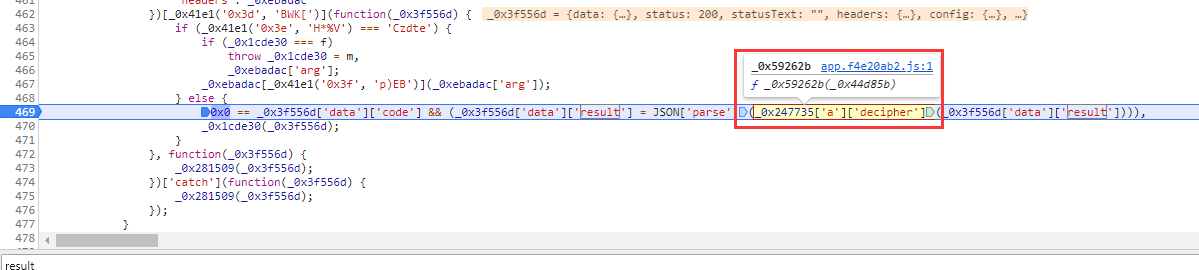 462 })[_0x41e1('0x3d', 'BWK[')](function(_0x3f556d) { _0x3f556d = {data: {…}, status: 200, statusText: "", headers: {…}, config: {…}, …}
463 if (_0x41e1('0x3e', 'H*%V') === 'Czdte') {
464 if (_0x1cde30 === f)
465 throw _0x1cde30 = m,
466 _0xebadac['arg'];
467 _0xebadac[_0x41e1('0x3f', 'p)EB')](_0xebadac['arg']);
468 } else {
469 0x0 == _0x3f556d['data']['code'] && (_0x3f556d['data']['result'] = JSON['parse'](_0x247735['a']['decipher'](_0x3f556d['data']['result']))),
_0x59262b app.f4e20ab2.js:1
ƒ _0x59262b(_0x44d85b)
470 _0x1cde30(_0x3f556d);
471 }
472 }, function(_0x3f556d) {
473 _0x281509(_0x3f556d);
474 })['catch'](function(_0x3f556d) {
475 _0x281509(_0x3f556d);
476 });
477 }
478
result